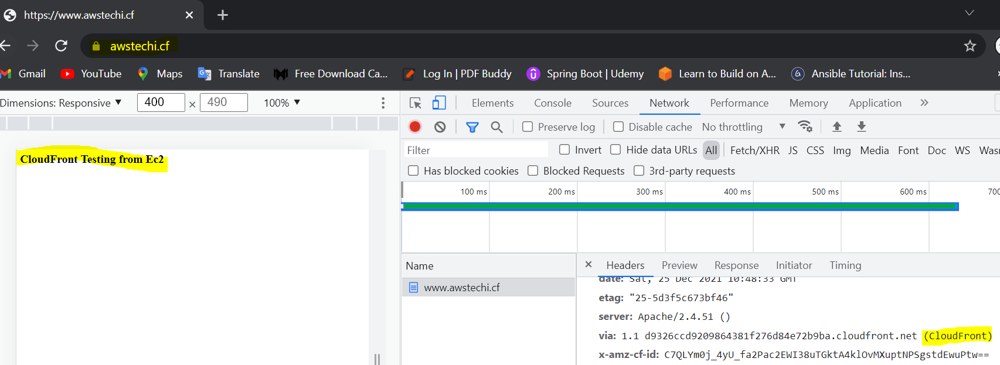 https://www.awstechi.cf
awstechi.cf
Gmail YouTube Maps Translate Free Download Ca... Log In | PDF Buddy Spring Boot | Udemy Learn to Build on A... Ansible Tutorial: Ins...
Dimensions: Responsive ▼ 400 × 490 100% ▼
Elements Console Sources Network Performance Memory Application »
Preserve log Disable cache No throttling ▼
Filter Invert Hide data URLs All Fetch/XHR JS CSS Img Media Font Doc WS Wasm
Has blocked cookies Blocked Requests 3rd-party requests
CloudFront Testing from Ec2
100 ms 200 ms 300 ms 400 ms 500 ms 600 ms 700
Name
www.awstechi.cf
× Headers Preview Response Initiator Timing
date: Sat, 25 Dec 2021 10:48:33 GMT
etag: "25-5d3f5c673bf46"
server: Apache/2.4.51 ()
via: 1.1 d9326ccd9209864381f276d84e72b9ba.cloudfront.net (CloudFront)
x-amz-cf-id: C7QLYm0j_4yU_fa2Pac2EWI38uTGktA4klOvMXuptNPSgstdEwuPtw==